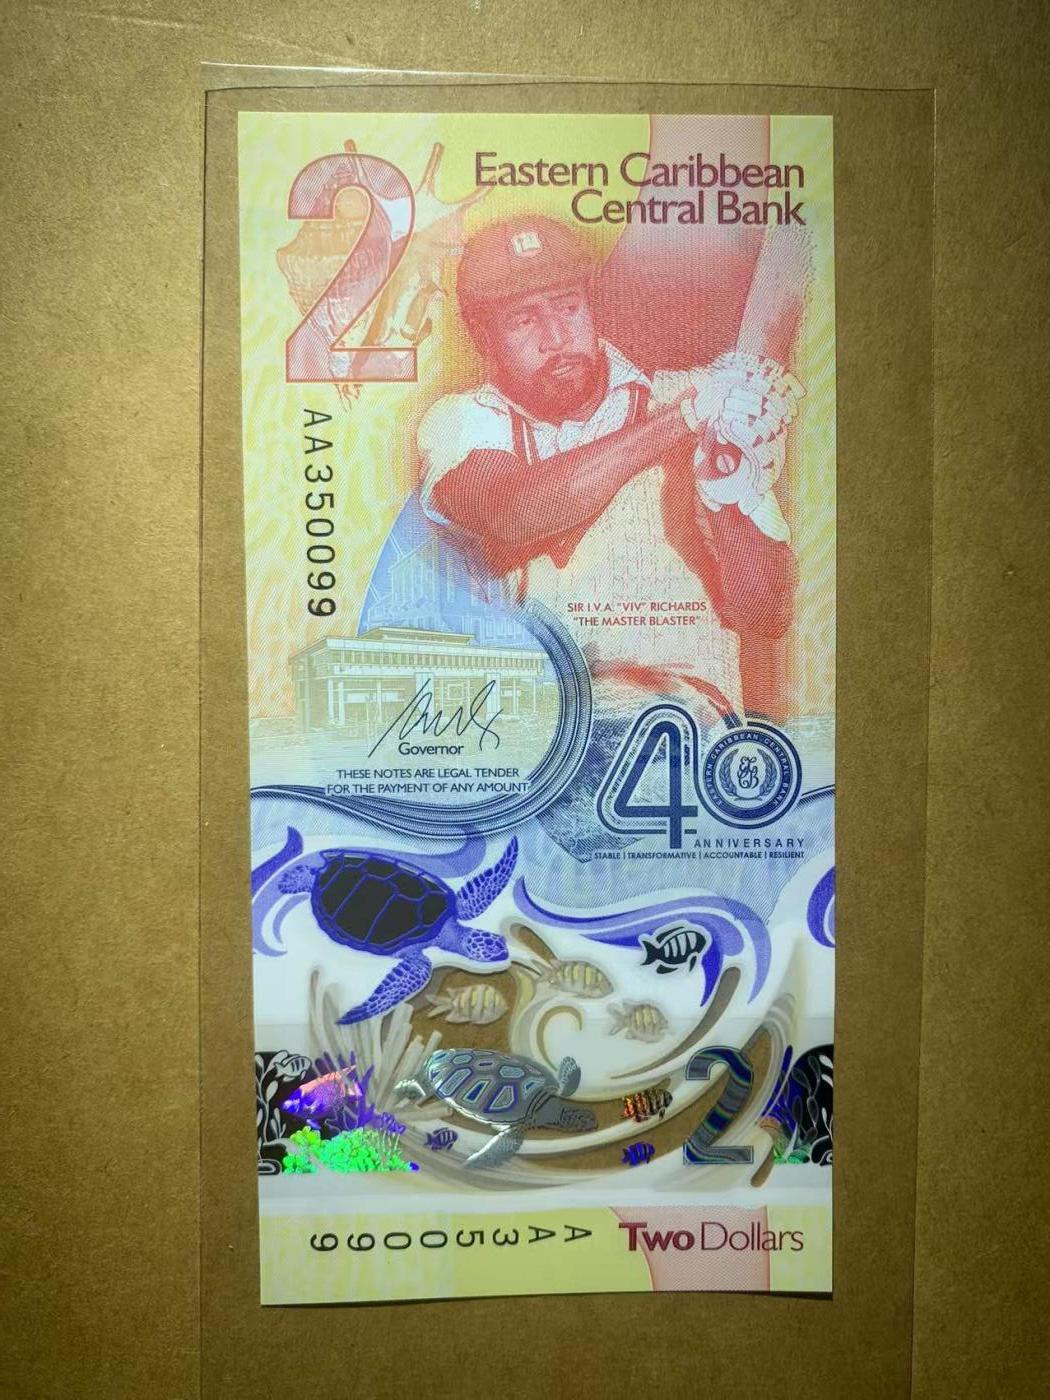 2
Eastern Caribbean
Central Bank
AA350099
SIR I.V.A. "VIV" RICHARDS
"THE MASTER BLASTER"
Governor
THESE NOTES ARE LEGAL TENDER
FOR THE PAYMENT OF ANY AMOUNT
40
EASTERN CARIBBEAN CENTRAL BANK
ANNIVERSARY
STABLE | TRANSFORMATIVE | ACCOUNTABLE | RESILIENT
2
AA350099
Two Dollars